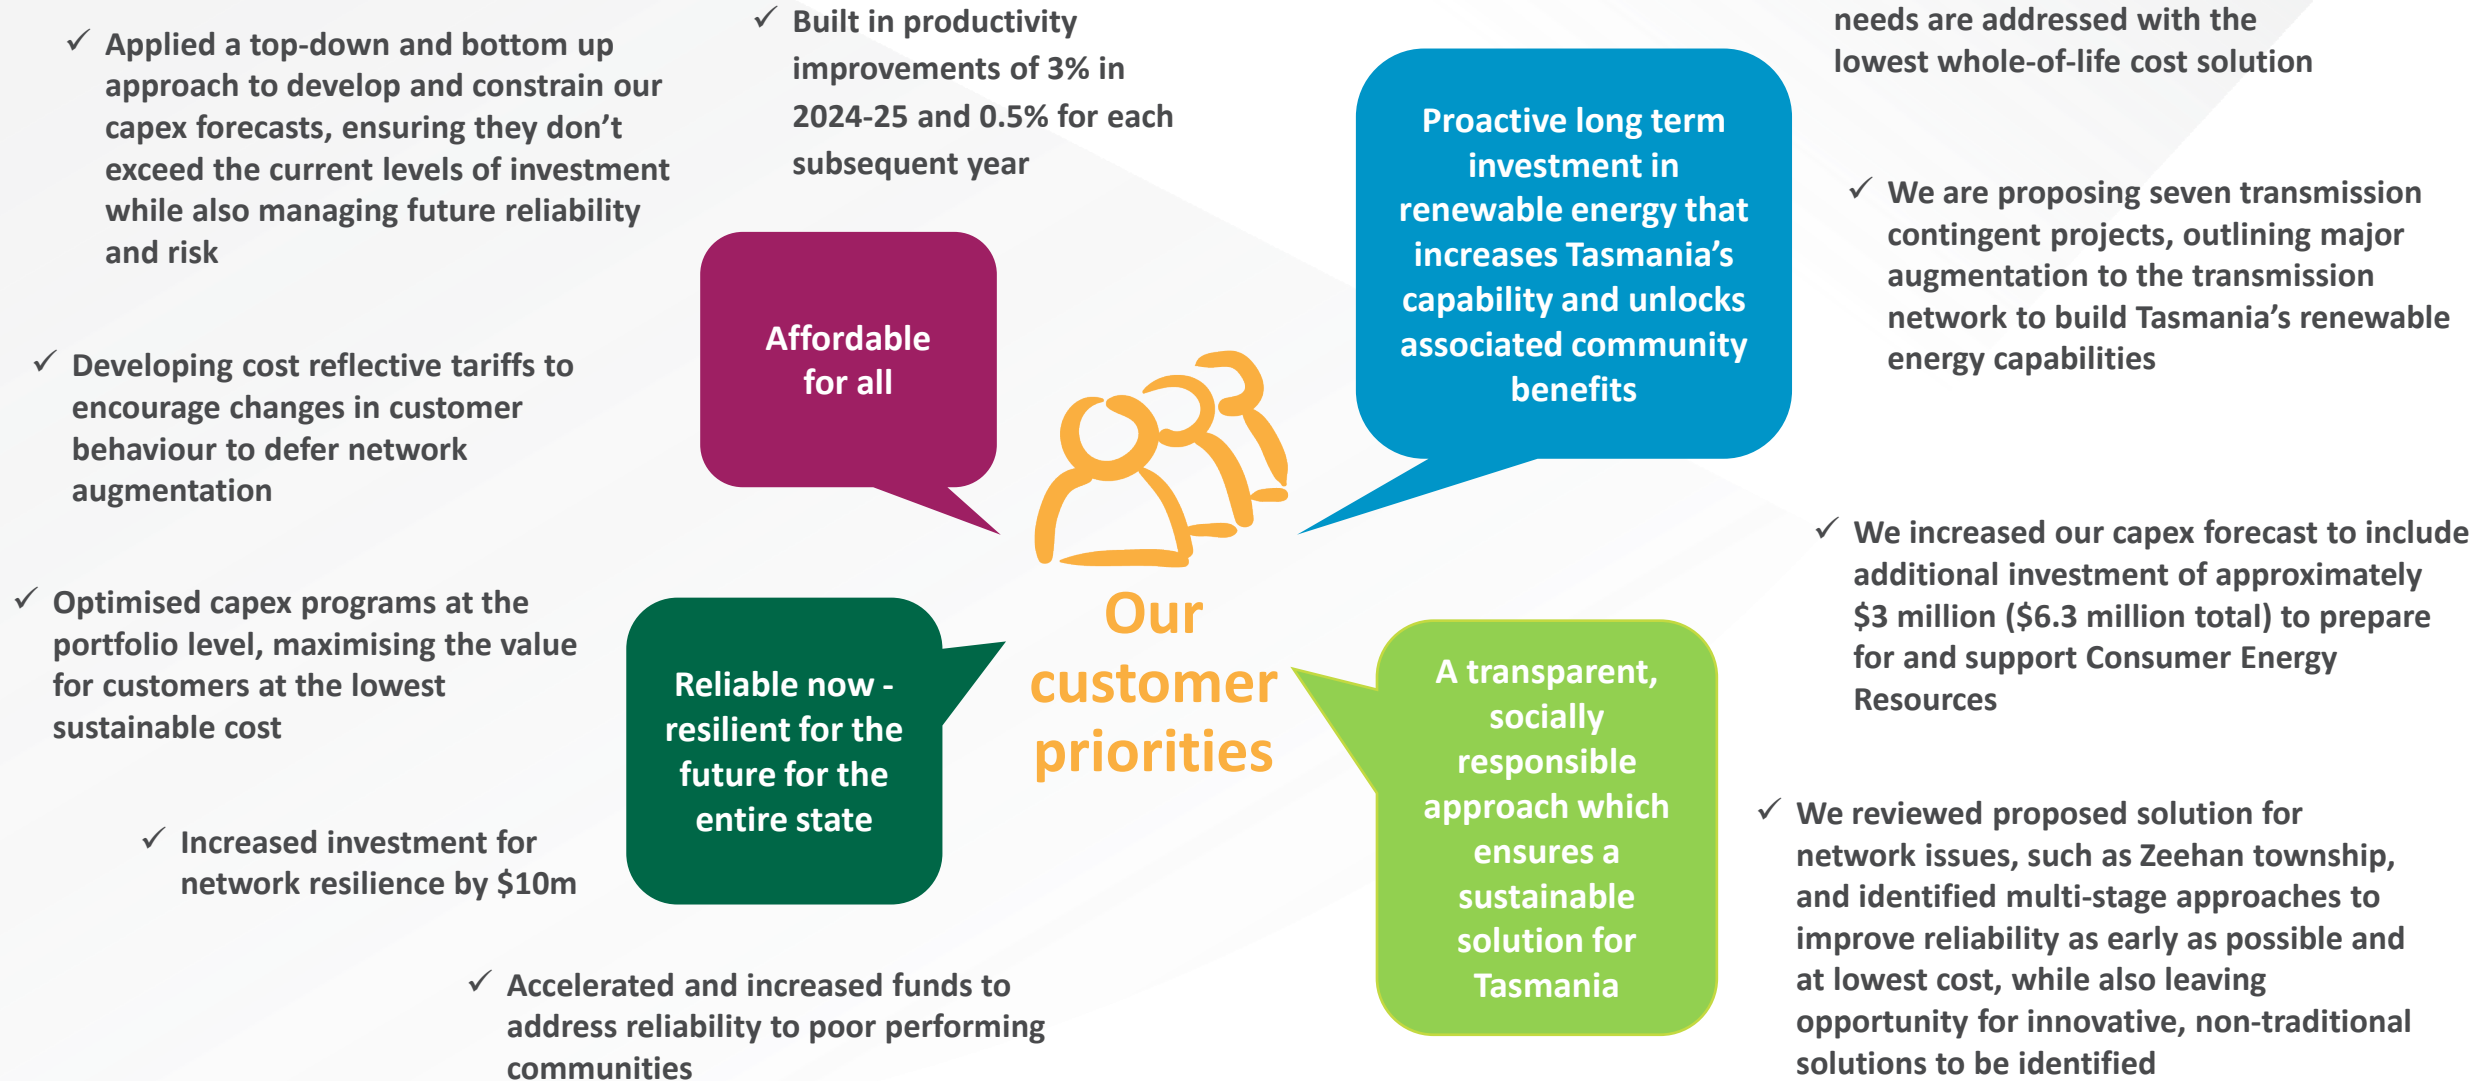 ✓ Applied a top-down and bottom up
approach to develop and constrain our
capex forecasts, ensuring they don’t
exceed the current levels of investment
while also managing future reliability
and risk
✓ Built in productivity
improvements of 3% in
2024-25 and 0.5% for each
subsequent year
needs are addressed with the
lowest whole-of-life cost solution
✓ Developing cost reflective tariffs to
encourage changes in customer
behaviour to defer network
augmentation
Affordable
for all
Proactive long term
investment in
renewable energy that
increases Tasmania’s
capability and unlocks
associated community
benefits
✓ We are proposing seven transmission
contingent projects, outlining major
augmentation to the transmission
network to build Tasmania’s renewable
energy capabilities
✓ Optimised capex programs at the
portfolio level, maximising the value
for customers at the lowest
sustainable cost
Our
customer
priorities
✓ We increased our capex forecast to include
additional investment of approximately
$3 million ($6.3 million total) to prepare
for and support Consumer Energy
Resources
Reliable now -
resilient for the
future for the
entire state
A transparent,
socially
responsible
approach which
ensures a
sustainable
solution for
Tasmania
✓ Increased investment for
network resilience by $10m
✓ Accelerated and increased funds to
address reliability to poor performing
communities
✓ We reviewed proposed solution for
network issues, such as Zeehan township,
and identified multi-stage approaches to
improve reliability as early as possible and
at lowest cost, while also leaving
opportunity for innovative, non-traditional
solutions to be identified